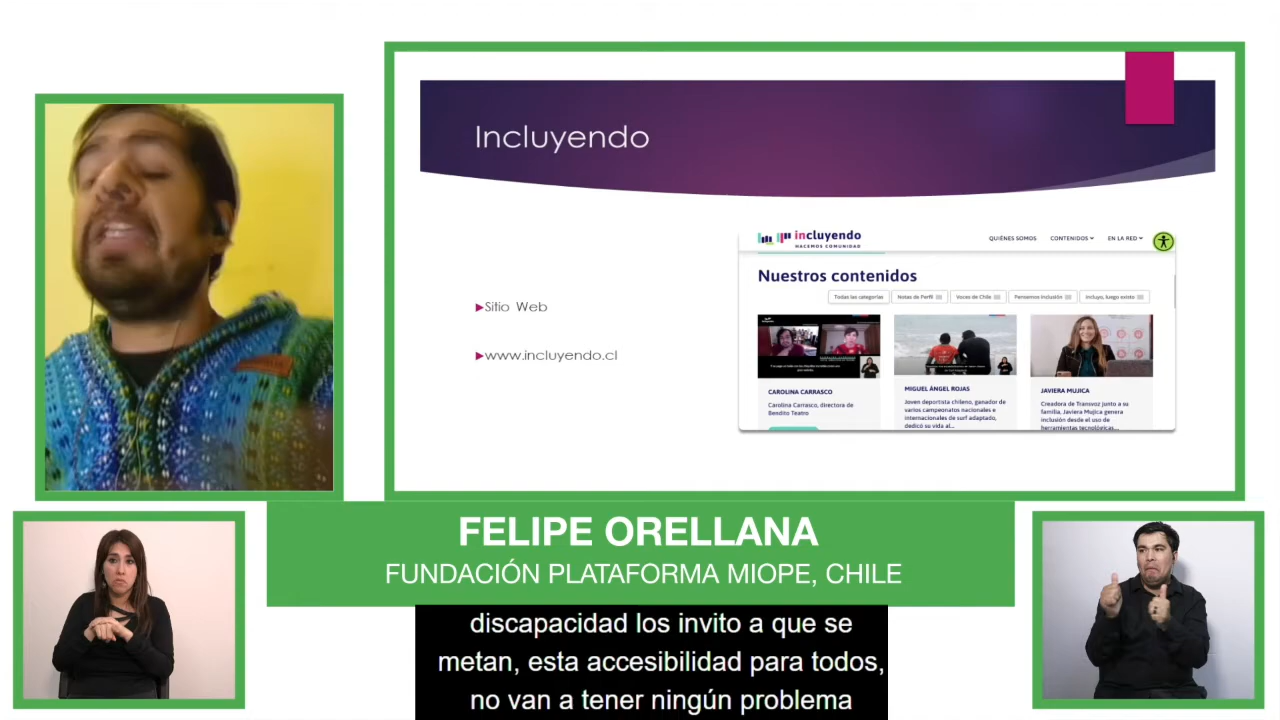 Incluyendo
▶Sitio Web
▶www.incluyendo.cl
incluyendo
HACEMOS COMUNIDAD
QUIÉNES SOMOS
CONTENIDOS
EN LA RED
Nuestros contenidos
Todas las categorías
Notas de Perfil
Voces de Chile
Pensemos Inclusión
Incluyo, luego existo
CAROLINA CARRASCO
Carolina Carrasco, directora de
Bendito Teatro
MIGUEL ÁNGEL ROJAS
Joven deportista chileno, ganador de
varios campeonatos nacionales e
internacionales de surf adaptado,
dedicó su vida al...
JAVIERA MUJICA
Creadora de Transvoz junto a su
familia, Javiera Mujica genera
inclusión desde el uso de
herramientas tecnológicas...
FELIPE ORELLANA
FUNDACIÓN PLATAFORMA MIOPE, CHILE
discapacidad los invito a que se
metan, esta accesibilidad para todos,
no van a tener ningún problema